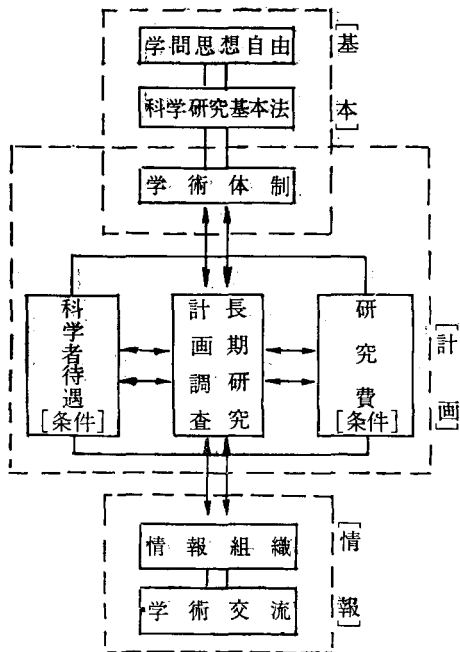 学問思想自由
[基本]
科学研究基本法
学術体制
科学者待遇
[条件]
長期研究
計画調査
研究費
[条件]
[計画]
情報組織
[情報]
学術交流